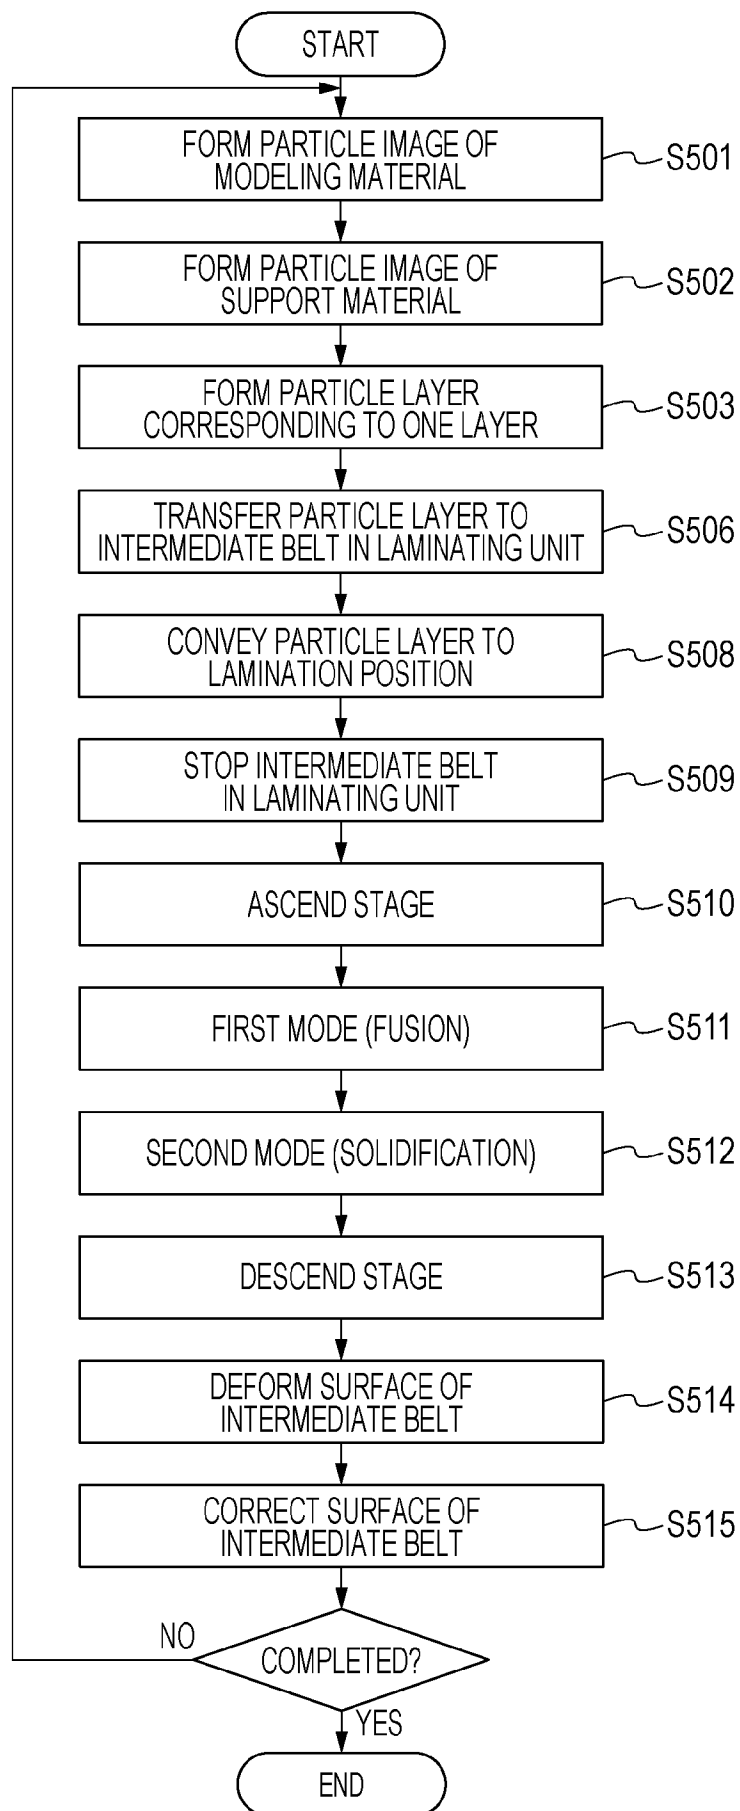 START
FORM PARTICLE IMAGE OF
MODELING MATERIAL
S501
FORM PARTICLE IMAGE OF
SUPPORT MATERIAL
S502
FORM PARTICLE LAYER
CORRESPONDING TO ONE LAYER
S503
TRANSFER PARTICLE LAYER TO
INTERMEDIATE BELT IN LAMINATING UNIT
S506
CONVEY PARTICLE LAYER TO
LAMINATION POSITION
S508
STOP INTERMEDIATE BELT
IN LAMINATING UNIT
S509
ASCEND STAGE
S510
FIRST MODE (FUSION)
S511
SECOND MODE (SOLIDIFICATION)
S512
DESCEND STAGE
S513
DEFORM SURFACE OF
INTERMEDIATE BELT
S514
CORRECT SURFACE OF
INTERMEDIATE BELT
S515
NO
COMPLETED?
YES
END